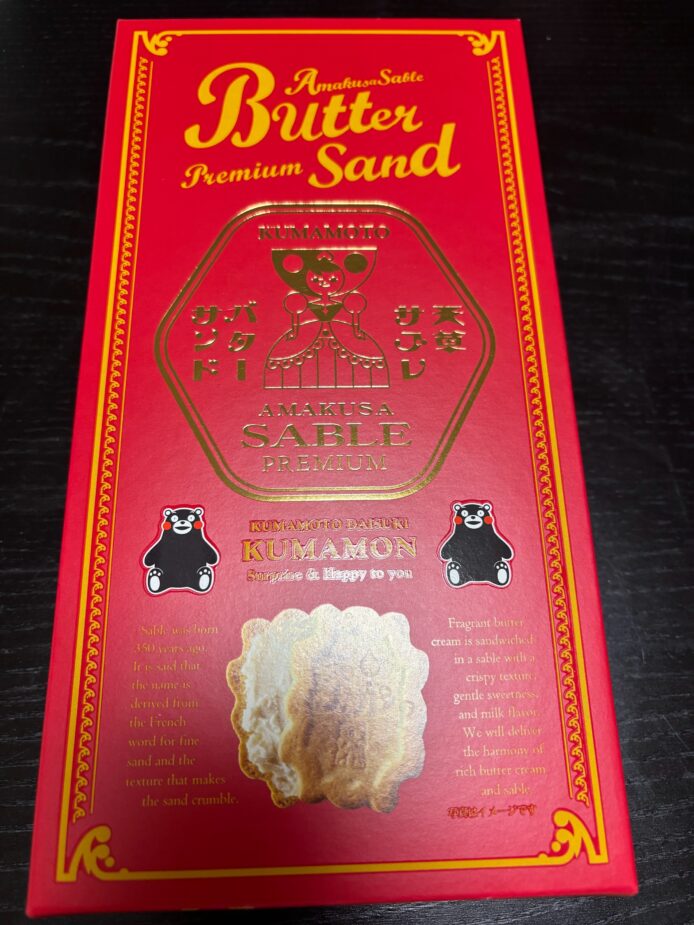 Amakusa Sable
Butter
Premium Sand
KUMAMOTO
天草
サブレ
バター
サンド
AMAKUSA
SABLE
PREMIUM
KUMAMOTO DAISUKI
KUMAMON
Surprise & Happy to you
Sable was born
350 years ago.
It is said that
the name is
derived from
the French
word for fine
sand and the
texture that makes
the sand crumble.
Fragrant butter
cream is sandwiched
in a sable with a
crispy texture,
gentle sweetness,
and milk flavor.
We will deliver
the harmony of
rich butter cream
and sable.
写真はイメージです